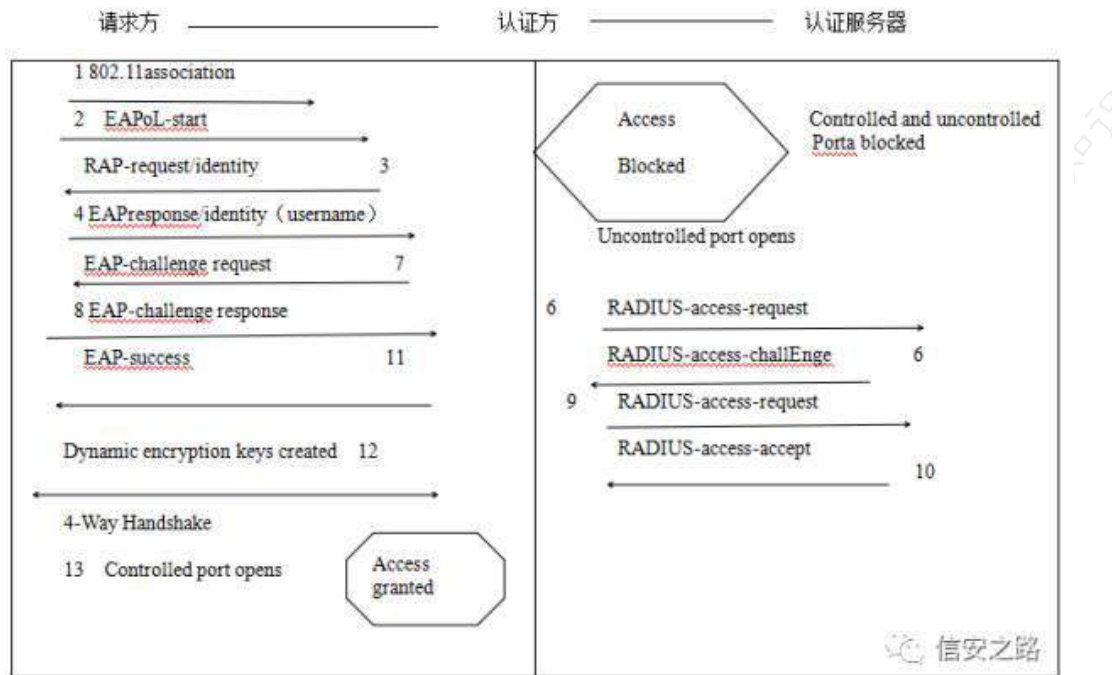 请求方 认证方 认证服务器
1 802.11association
2 EAPoL-start
RAP-request/identity 3
4 EAPresponse/identity（username）
EAP-challenge request 7
8 EAP-challenge response
EAP-success 11
Dynamic encryption keys created 12
4-Way Handshake
13 Controlled port opens
Access
granted
Access
Blocked
Controlled and uncontrolled
Porta blocked
Uncontrolled port opens
6 RADIUS-access-request
RADIUS-access-challEnge 6
9 RADIUS-access-request
RADIUS-access-accept
10
信安之路